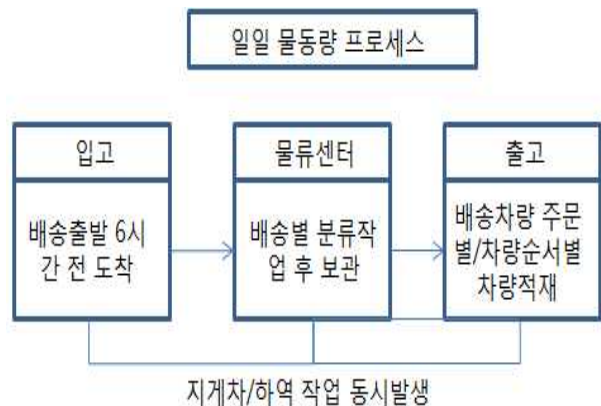 일일 물동량 프로세스
입고
배송출발 6시
간 전 도착
물류센터
배송별 분류작
업 후 보관
출고
배송차량 주문
별/차량순서별
차량적재
지게차/하역 작업 동시발생